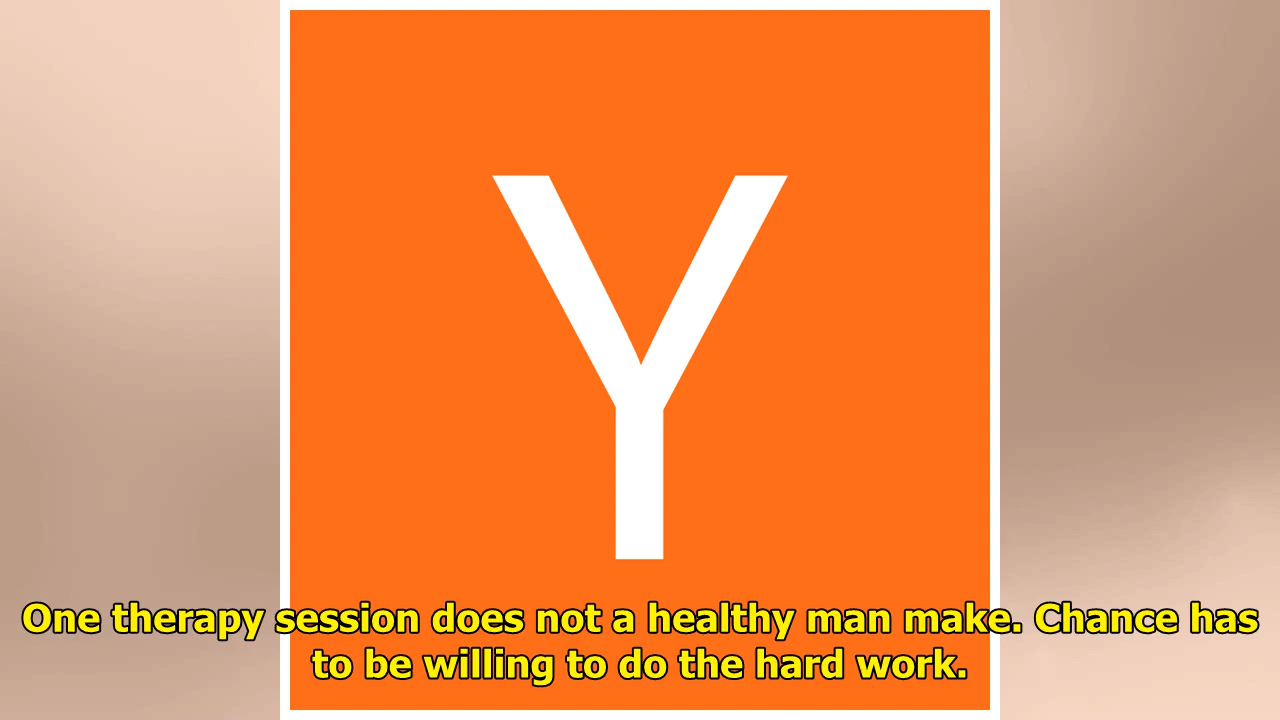 Y
One therapy session does not a healthy man make. Chance has
to be willing to do the hard work.